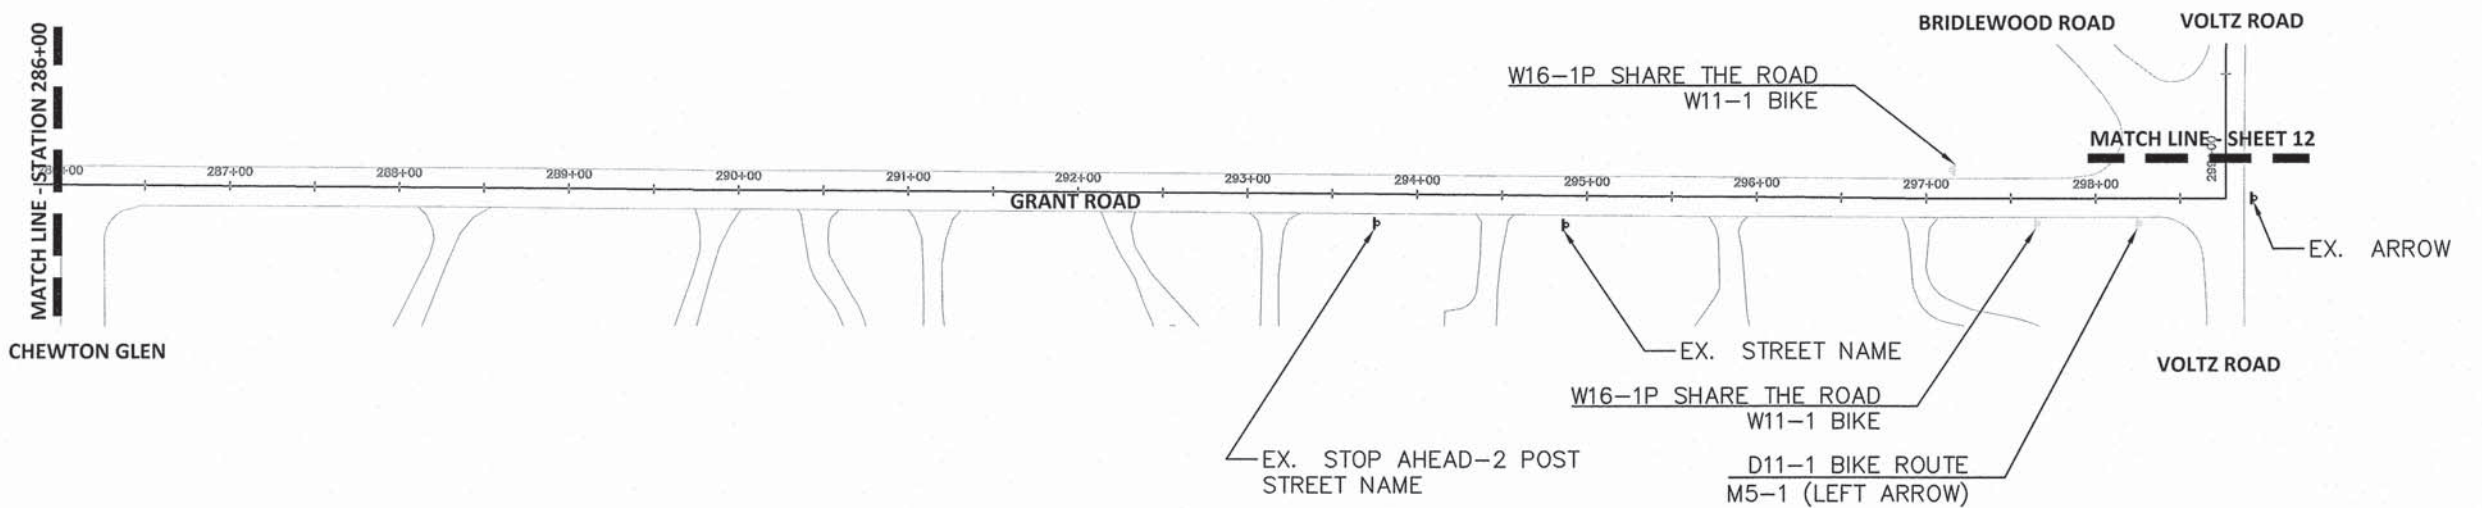 BRIDLEWOOD ROAD
VOLTZ ROAD
W16-1P SHARE THE ROAD
W11-1 BIKE
MATCH LINE - SHEET 12
MATCH LINE - STATION 286+00
287+00
288+00
289+00
290+00
291+00
292+00
293+00
294+00
295+00
296+00
297+00
298+00
GRANT ROAD
EX. ARROW
CHEWTON GLEN
EX. STREET NAME
VOLTZ ROAD
W16-1P SHARE THE ROAD
W11-1 BIKE
EX. STOP AHEAD-2 POST
STREET NAME
D11-1 BIKE ROUTE
M5-1 (LEFT ARROW)